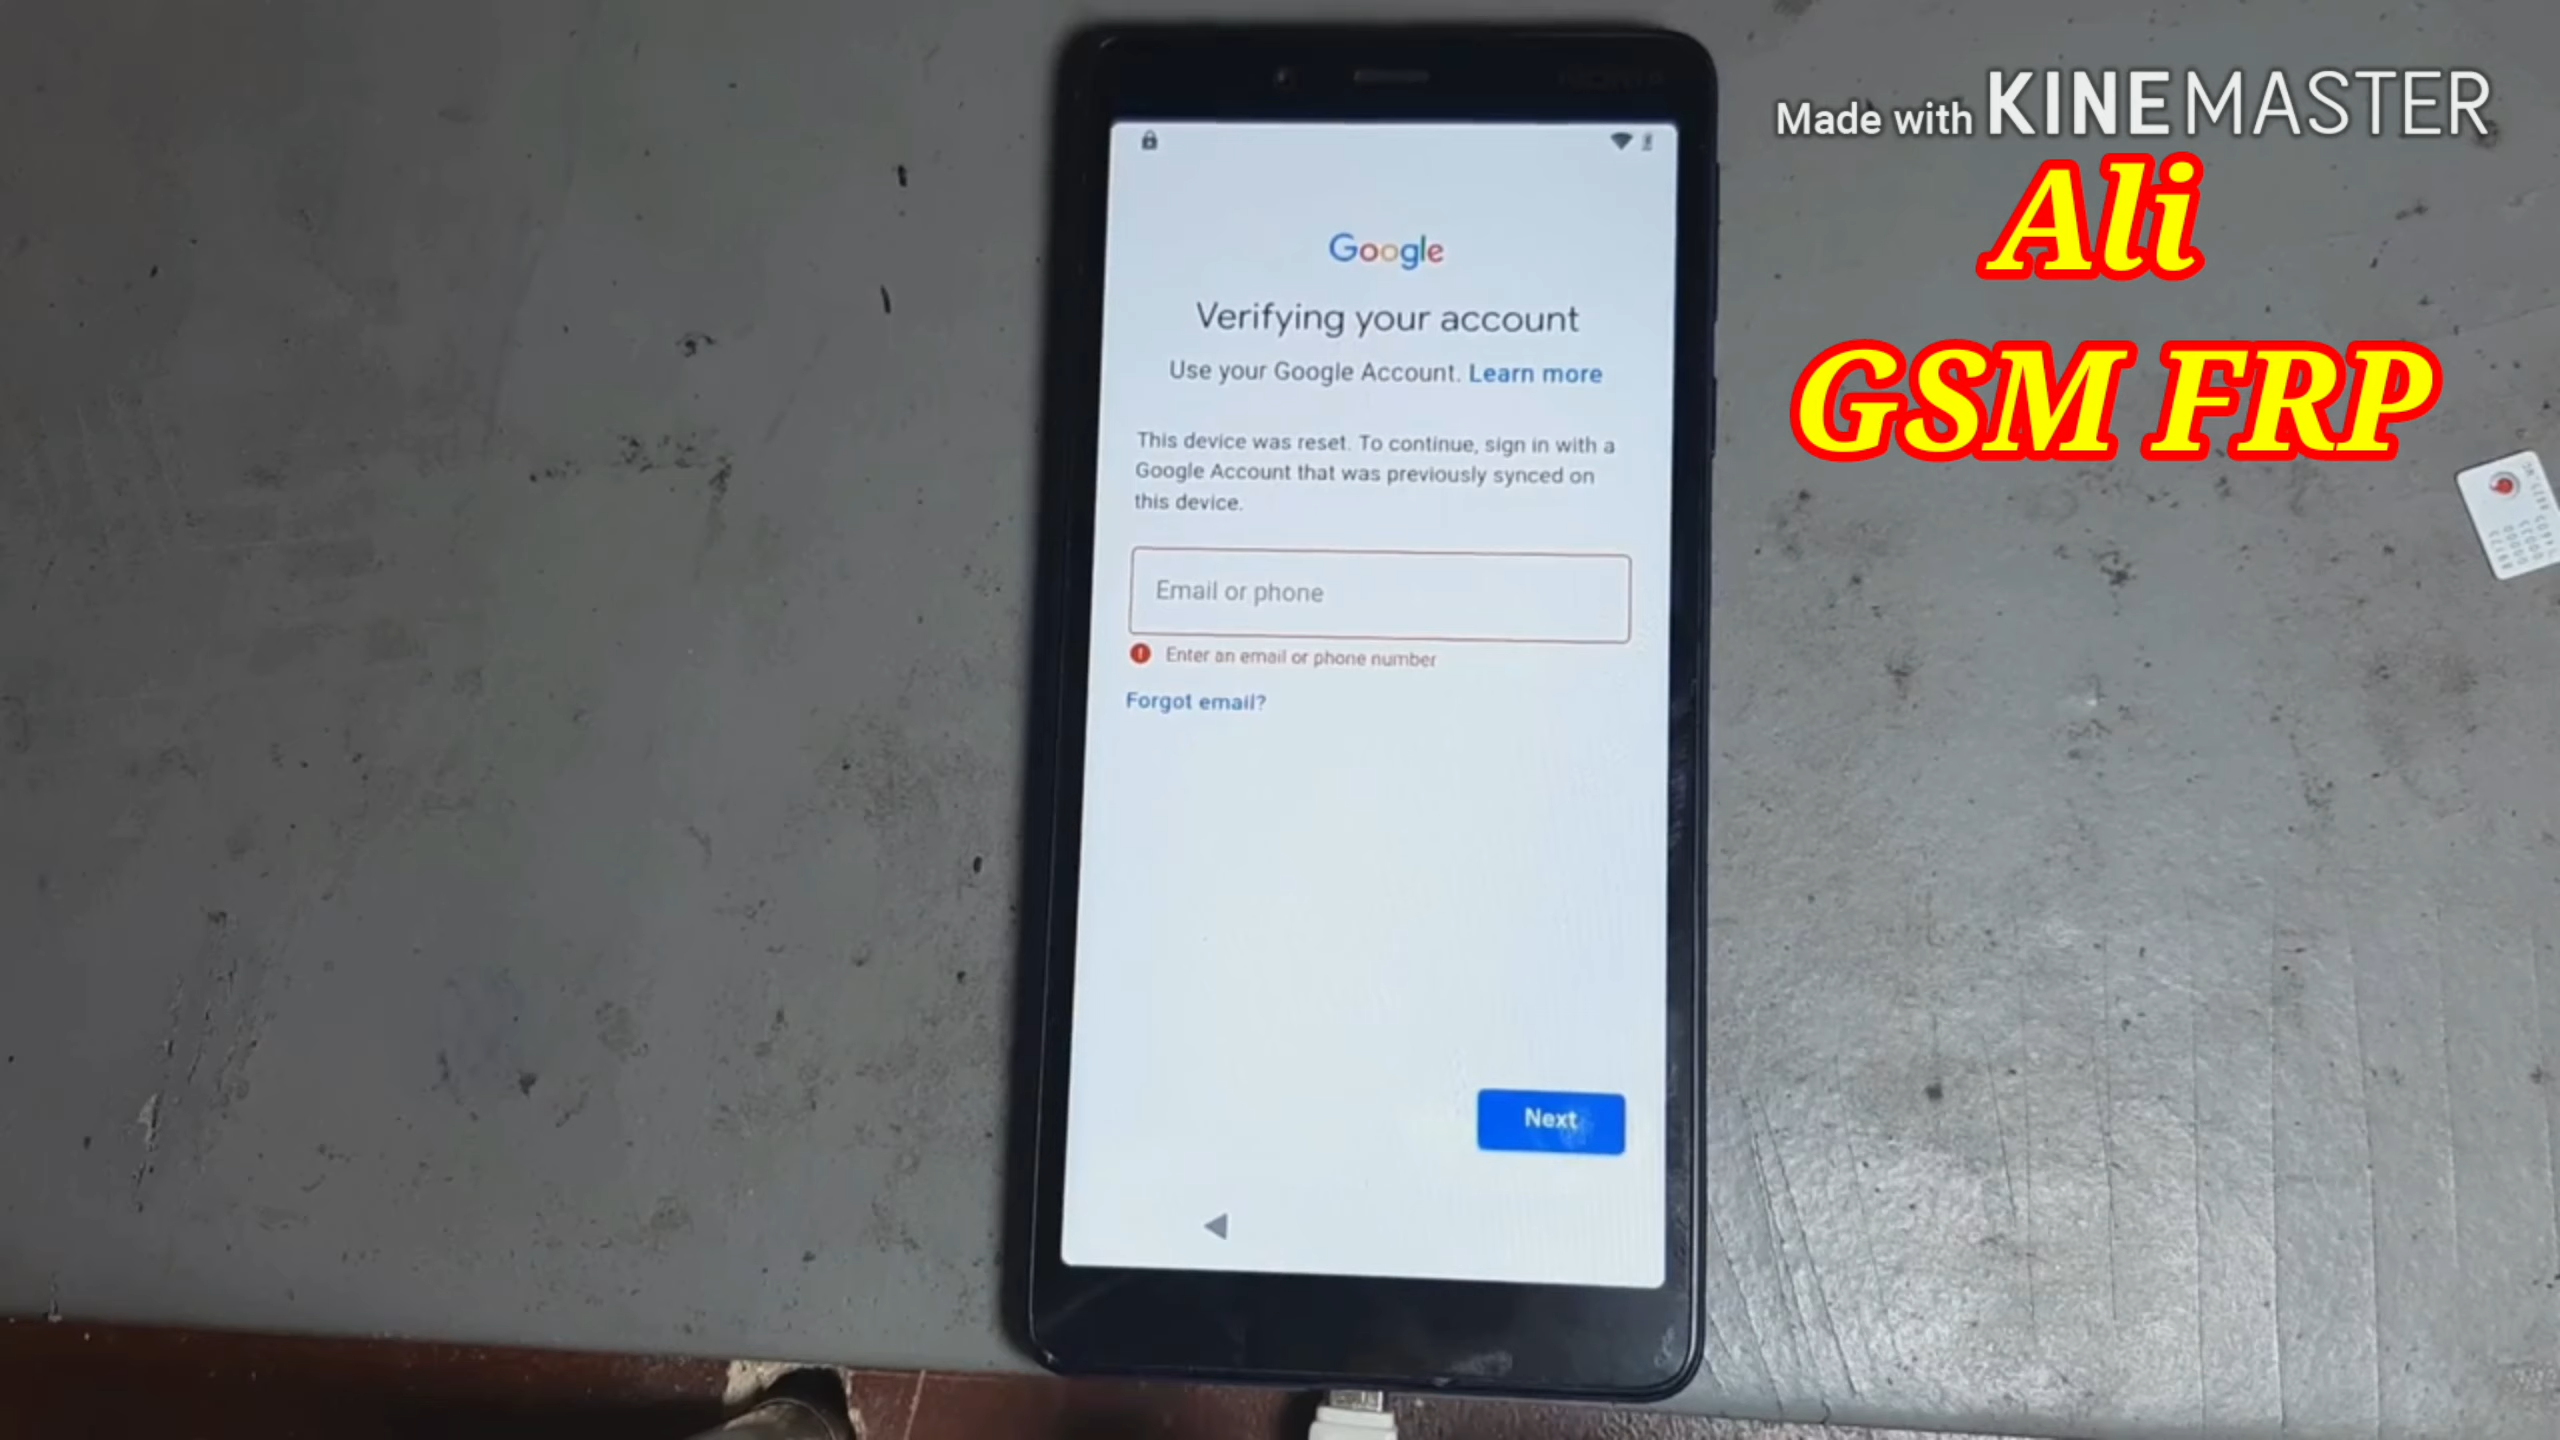 Made with KINEMASTER
Ali
GSM FRP
Google
Verifying your account
Use your Google Account. Learn more
This device was reset. To continue, sign in with a
Google Account that was previously synced on
this device.
Email or phone
Enter an email or phone number
Forgot email?
Next